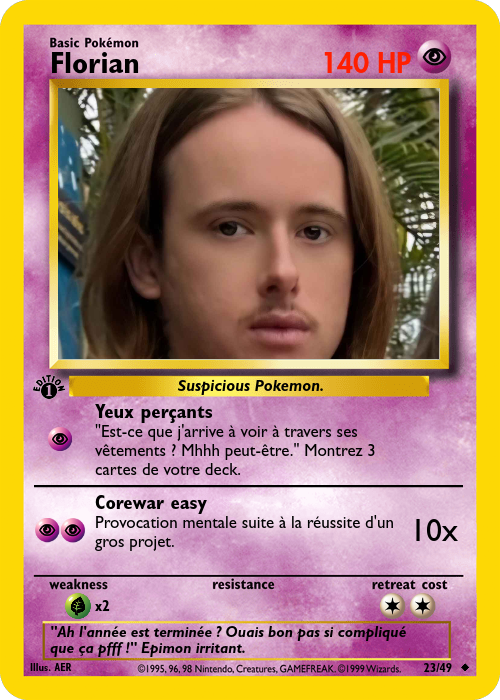 Basic Pokémon
Florian
140 HP
EDITION
1
Suspicious Pokemon.
Yeux perçants
"Est-ce que j'arrive à voir à travers ses
vêtements ? Mhhh peut-être." Montrez 3
cartes de votre deck.
Corewar easy
Provocation mentale suite à la réussite d'un
gros projet.
10x
weakness
resistance
retreat cost
x2
"Ah l'année est terminée ? Ouais bon pas si compliqué
que ça pfff !" Epimon irritant.
Illus. AER
©1995, 96, 98 Nintendo, Creatures, GAMEFREAK. ©1999 Wizards.
23/49